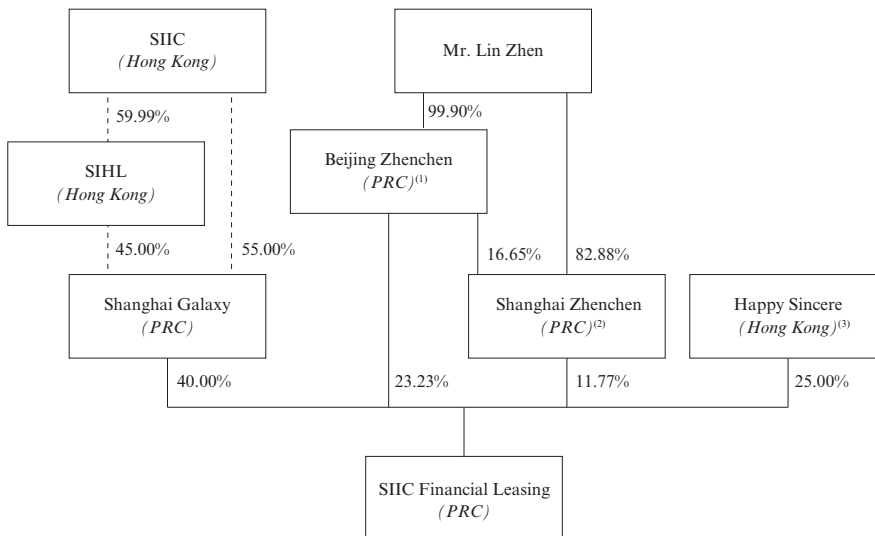 SIIC
(Hong Kong)
Mr. Lin Zhen
59.99%
99.90%
SIHL
(Hong Kong)
Beijing Zhenchen
(PRC)(1)
45.00%
55.00%
16.65%
82.88%
Shanghai Galaxy
(PRC)
Shanghai Zhenchen
(PRC)(2)
Happy Sincere
(Hong Kong)(3)
40.00%
23.23%
11.77%
25.00%
SIIC Financial Leasing
(PRC)